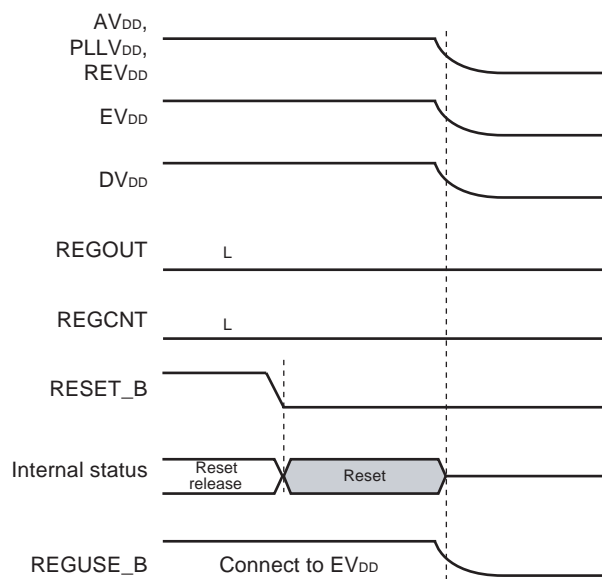 AVDD,
PLLVDD,
REVDD
EVDD
DVDD
REGOUT
L
REGCNT
L
RESET_B
Internal status
Reset
release
Reset
REGUSE_B
Connect to EVDD